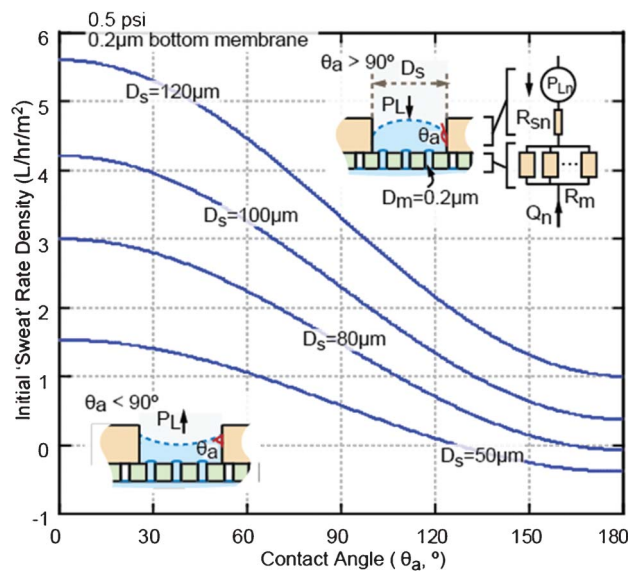 0.5 psi
0.2μm bottom membrane
Initial 'Sweat' Rate Density (L/hr/m²)
6
5
4
3
2
1
0
-1
0
30
60
90
120
150
180
Contact Angle ( θa, °)
Ds=120μm
Ds=100μm
Ds=80μm
Ds=50μm
θa > 90°
Ds
PL
θa
Dm=0.2μm
PLn
Rsn
Rm
Qn
θa < 90°
PL
θa